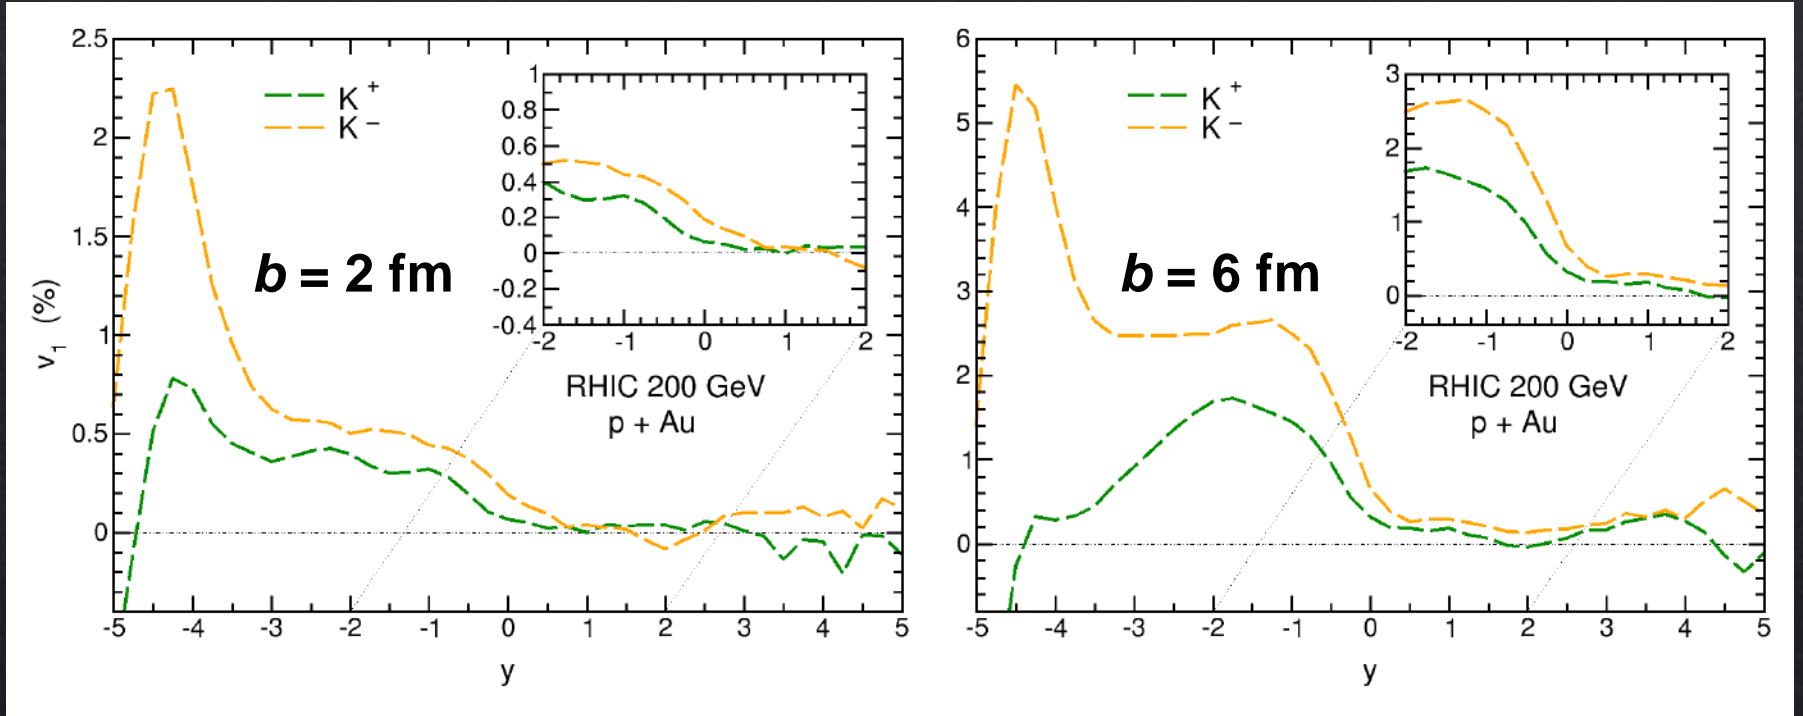 2.5
2
1.5
1
0.5
0
v1 (%)
-5 -4 -3 -2 -1 0 1 2 3 4 5
y
K+
K−
b = 2 fm
1
0.8
0.6
0.4
0.2
0
-0.2
-0.4
-2 -1 0 1 2
RHIC 200 GeV
p + Au
6
5
4
3
2
1
0
-5 -4 -3 -2 -1 0 1 2 3 4 5
y
K+
K−
b = 6 fm
3
2
1
0
-2 -1 0 1 2
RHIC 200 GeV
p + Au